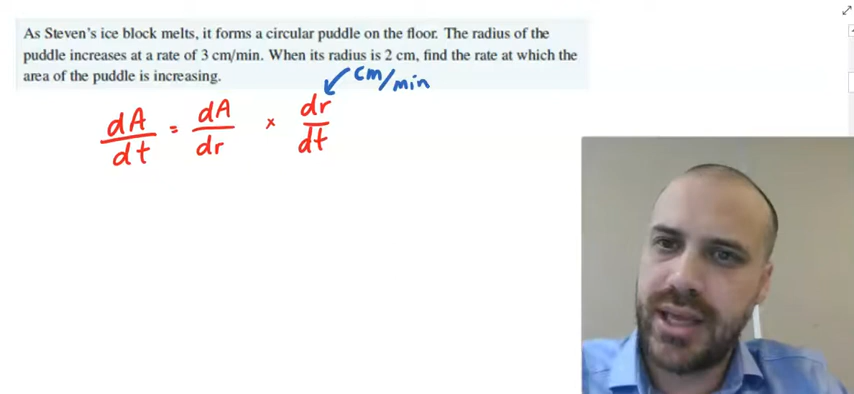 As Steven's ice block melts, it forms a circular puddle on the floor. The radius of the
puddle increases at a rate of 3 cm/min. When its radius is 2 cm, find the rate at which the
area of the puddle is increasing.
cm/min
dA/dt = dA/dr × dr/dt